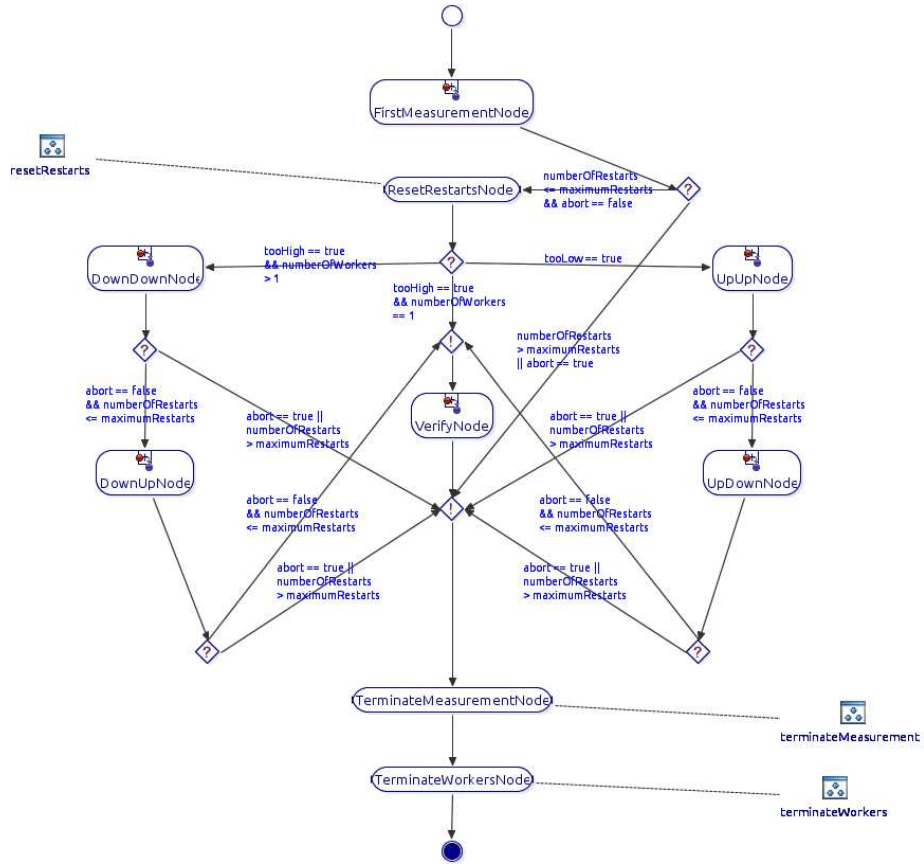 FirstMeasurementNode
resetRestarts
ResetRestartsNode
numberOfRestarts
<= maximumRestarts
&& abort == false
?
tooHigh == true
&& numberOfWorkers
> 1
?
tooLow == true
DownDownNode
UpUpNode
tooHigh == true
&& numberOfWorkers
== 1
numberOfRestarts
> maximumRestarts
|| abort == true
?
!
?
abort == false
&& numberOfRestarts
<= maximumRestarts
abort == true ||
numberOfRestarts
> maximumRestarts
VerifyNode
abort == true ||
numberOfRestarts
> maximumRestarts
abort == false
&& numberOfRestarts
<= maximumRestarts
DownUpNode
UpDownNode
abort == false
&& numberOfRestarts
<= maximumRestarts
!
abort == false
&& numberOfRestarts
<= maximumRestarts
abort == true ||
numberOfRestarts
> maximumRestarts
abort == true ||
numberOfRestarts
> maximumRestarts
?
?
TerminateMeasurementNode
terminateMeasurement
TerminateWorkersNode
terminateWorkers